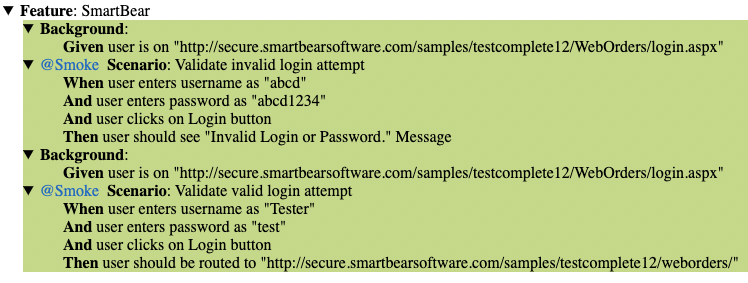 ▼ Feature: SmartBear
▼ Background:
Given user is on "http://secure.smartbearsoftware.com/samples/testcomplete12/WebOrders/login.aspx"
▼ @Smoke Scenario: Validate invalid login attempt
When user enters username as "abcd"
And user enters password as "abcd1234"
And user clicks on Login button
Then user should see "Invalid Login or Password." Message
▼ Background:
Given user is on "http://secure.smartbearsoftware.com/samples/testcomplete12/WebOrders/login.aspx"
▼ @Smoke Scenario: Validate valid login attempt
When user enters username as "Tester"
And user enters password as "test"
And user clicks on Login button
Then user should be routed to "http://secure.smartbearsoftware.com/samples/testcomplete12/weborders/"